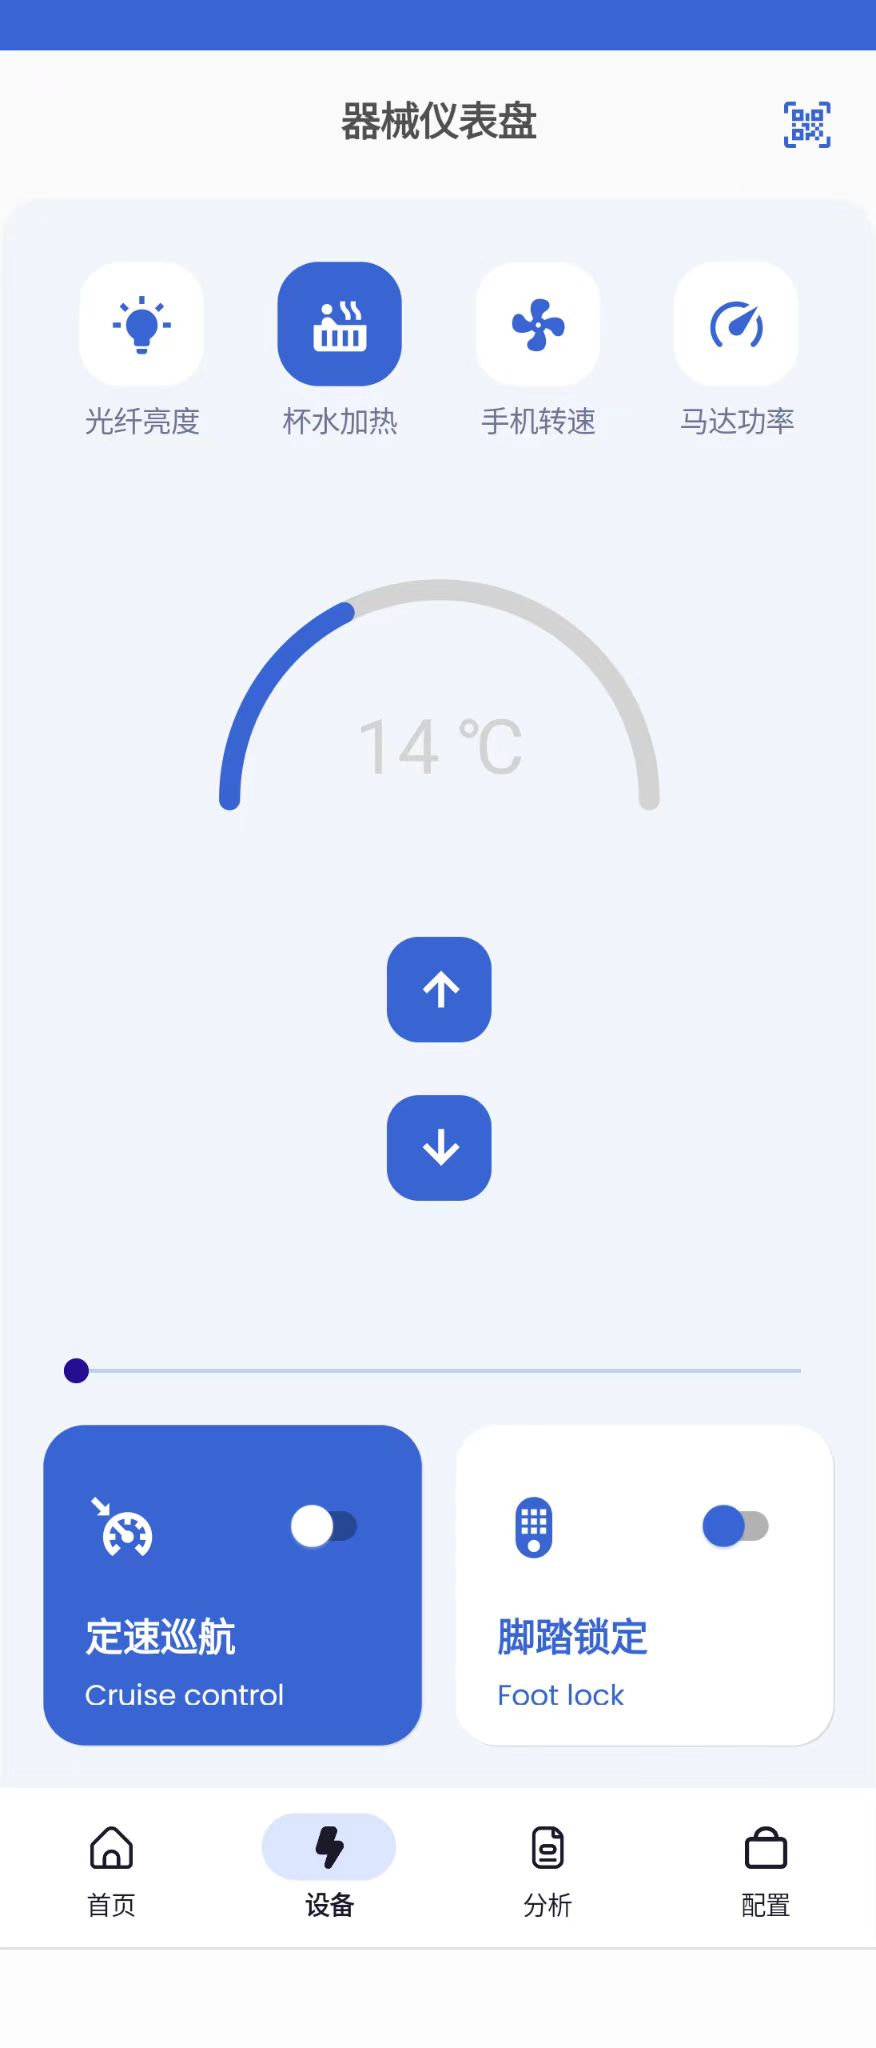 器械仪表盘
光纤亮度
杯水加热
手机转速
马达功率
14 ℃
定速巡航
Cruise control
脚踏锁定
Foot lock
首页
设备
分析
配置